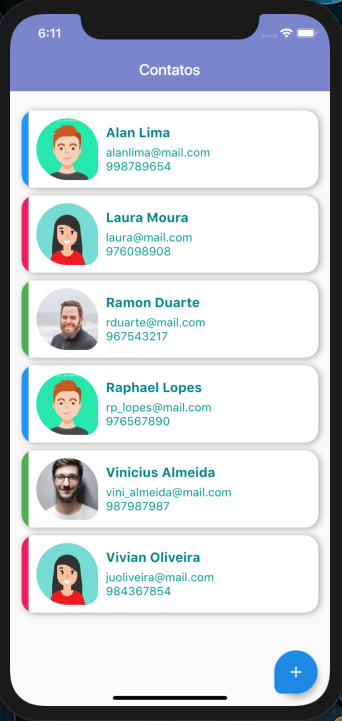 6:11
Contatos
Alan Lima
alanlima@mail.com
998789654
Laura Moura
laura@mail.com
976098908
Ramon Duarte
rduarte@mail.com
967543217
Raphael Lopes
rp_lopes@mail.com
976567890
Vinicius Almeida
vini_almeida@mail.com
987987987
Vivian Oliveira
juoliveira@mail.com
984367854
+